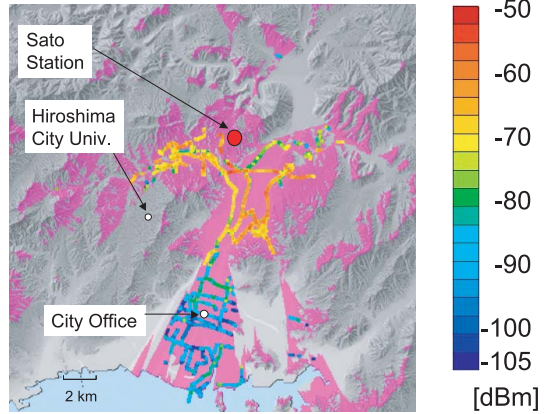 Sato
Station
Hiroshima
City Univ.
City Office
2 km
-50
-60
-70
-80
-90
-100
-105
[dBm]